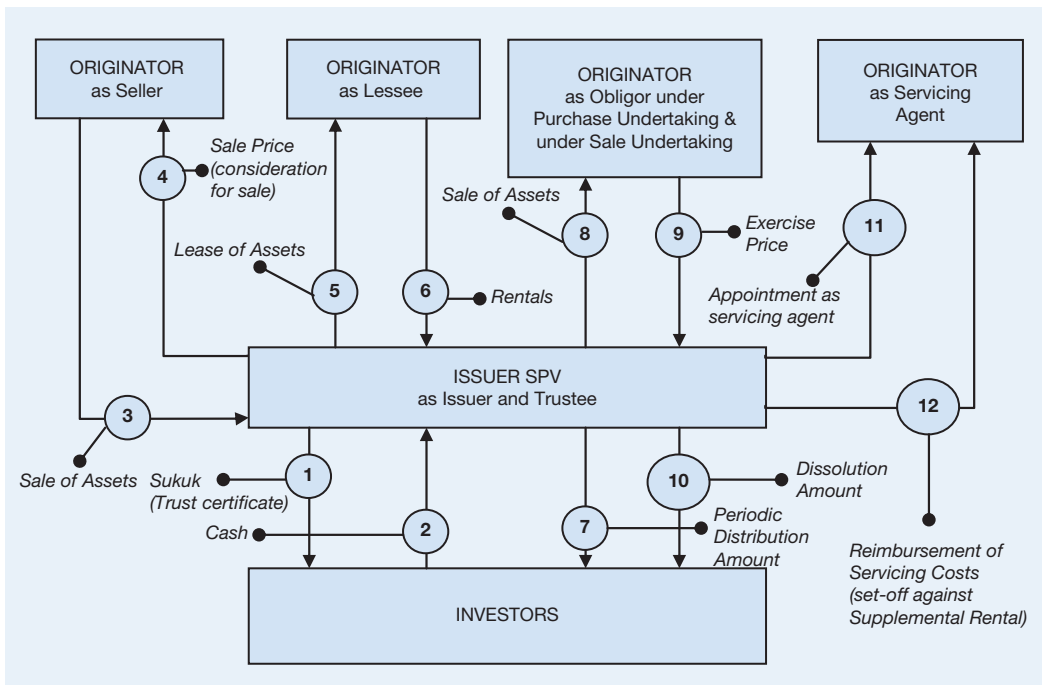 ORIGINATOR
as Seller
ORIGINATOR
as Lessee
ORIGINATOR
as Obligor under
Purchase Undertaking &
under Sale Undertaking
ORIGINATOR
as Servicing
Agent
4
Sale Price
(consideration
for sale)
Lease of Assets
5
6
Rentals
Sale of Assets
8
9
Exercise
Price
11
Appointment as
servicing agent
ISSUER SPV
as Issuer and Trustee
3
Sale of Assets
12
Reimbursement of
Servicing Costs
(set-off against
Supplemental Rental)
1
Sukuk
(Trust certificate)
Cash
2
7
Periodic
Distribution
Amount
10
Dissolution
Amount
INVESTORS